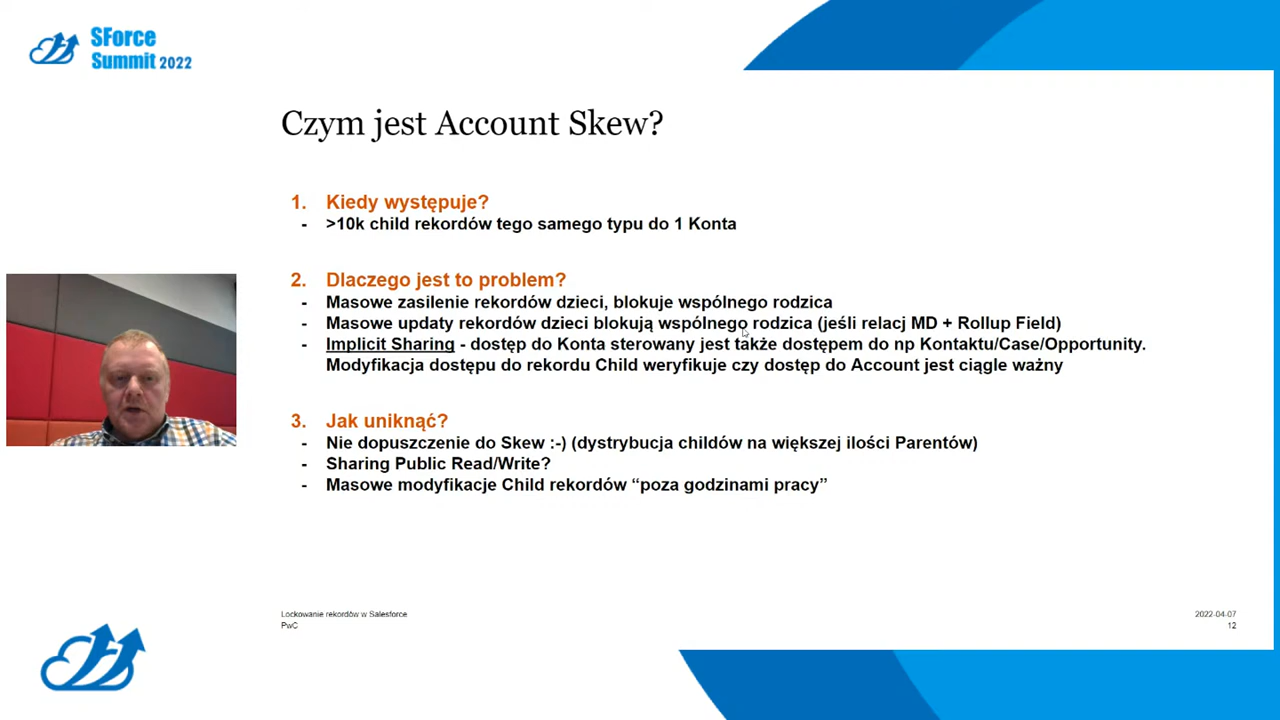 SForce
Summit 2022
Czym jest Account Skew?
1. Kiedy występuje?
- >10k child rekordów tego samego typu do 1 Konta
2. Dlaczego jest to problem?
- Masowe zasilenie rekordów dzieci, blokuje wspólnego rodzica
- Masowe updaty rekordów dzieci blokują wspólnego rodzica (jeśli relacj MD + Rollup Field)
- Implicit Sharing - dostęp do Konta sterowany jest także dostępem do np Kontaktu/Case/Opportunity.
Modyfikacja dostępu do rekordu Child weryfikuje czy dostęp do Account jest ciągle ważny
3. Jak uniknąć?
- Nie dopuszczenie do Skew :-) (dystrybucja childów na większej ilości Parentów)
- Sharing Public Read/Write?
- Masowe modyfikacje Child rekordów “poza godzinami pracy”
Lockowanie rekordów w Salesforce
2022-04-07
PwC
12